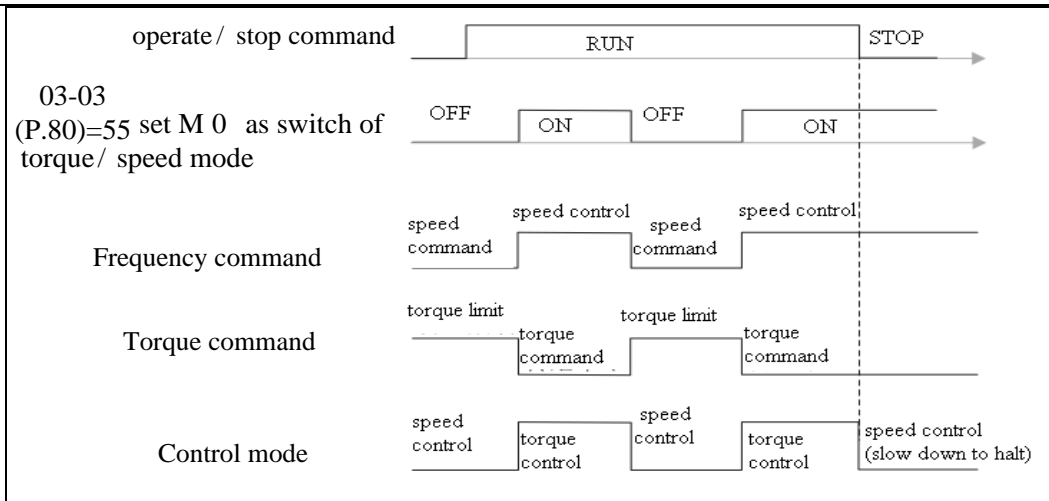 operate/ stop command
RUN
STOP
03-03
(P.80)=55 set M 0 as switch of
torque/ speed mode
OFF
ON
OFF
ON
Frequency command
speed
command
speed control
speed
command
speed control
Torque command
torque limit
torque
command
torque limit
torque
command
Control mode
speed
control
torque
control
speed
control
torque
control
speed control
(slow down to halt)